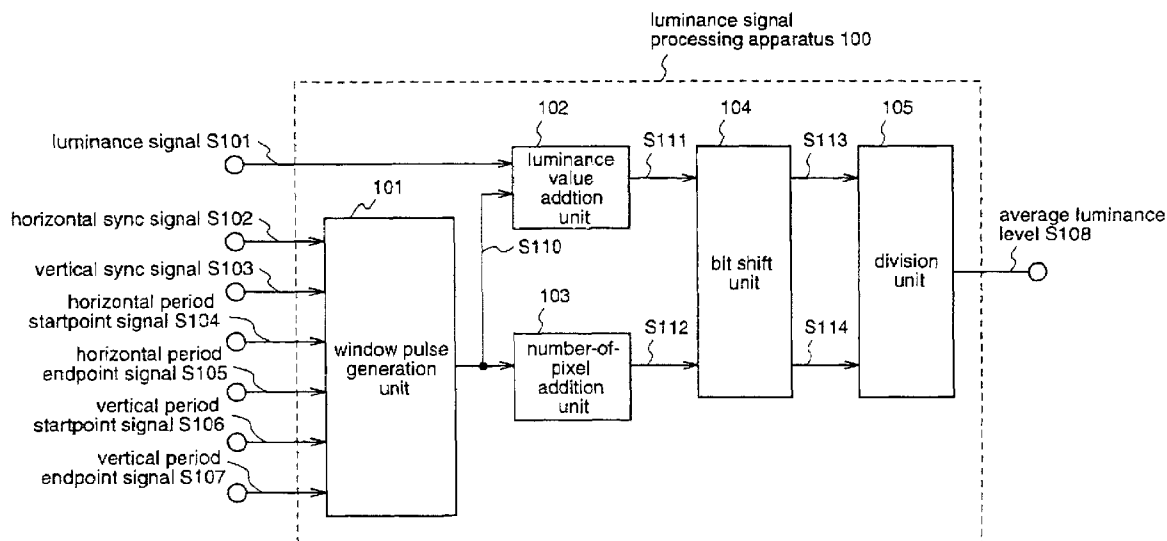 luminance signal
processing apparatus 100
102
104
105
luminance signal S101
S111
S113
luminance
value
addtion
unit
101
horizontal sync signal S102
S110
average luminance
level S108
vertical sync signal S103
bit shift
unit
division
unit
horizontal period
startpoint signal S104
103
S112
S114
horizontal period
endpoint signal S105
window pulse
generation
unit
number-of-
pixel
addition
unit
vertical period
startpoint signal S106
vertical period
endpoint signal S107